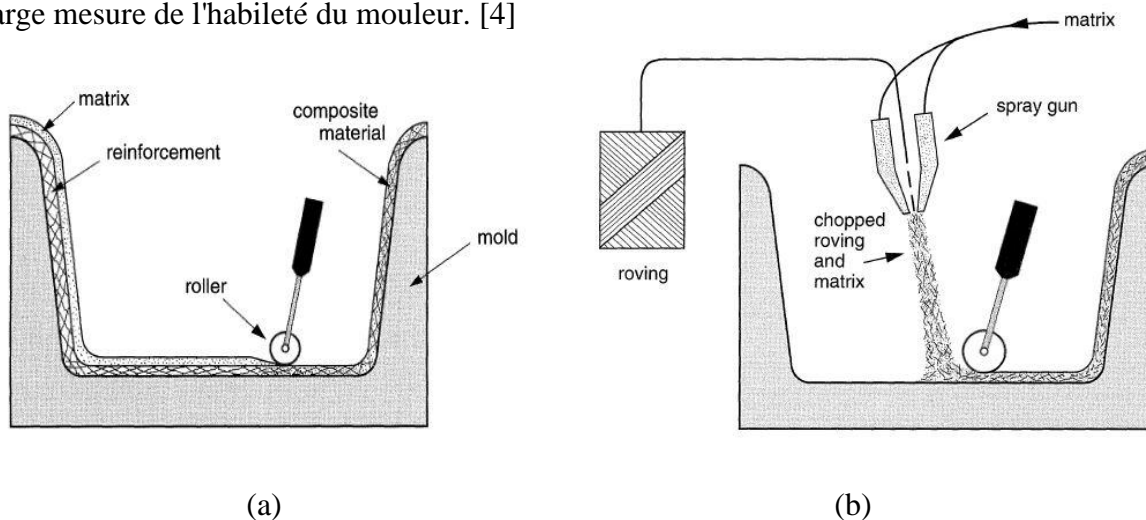 arge mesure de l'habileté du mouleur. [4]
matrix
reinforcement
composite
material
mold
roller
(a)
matrix
spray gun
chopped
roving
and
matrix
roving
(b)